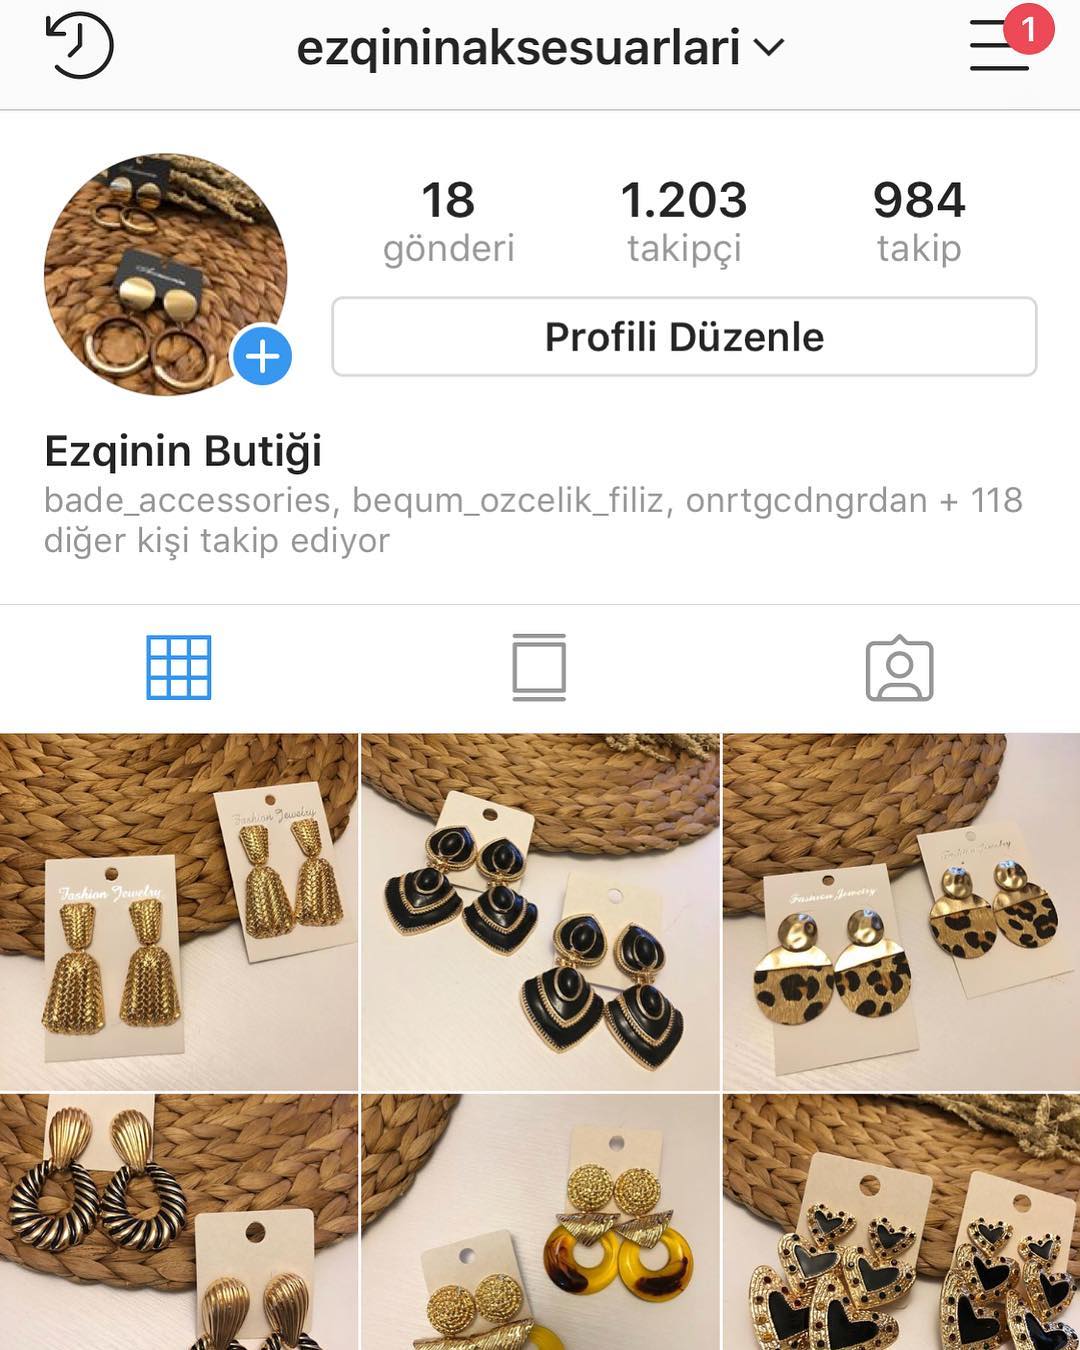 ezqininaksesuarlari
1
18
1.203
984
gönderi
takipçi
takip
Profili Düzenle
Ezqinin Butiği
bade_accessories, bequm_ozcelik_filiz, onrtgcdngrdan + 118
diğer kişi takip ediyor
Fashion Jewelry
Fashion Jewelry
Fashion Jewelry
Fashion Jewelry